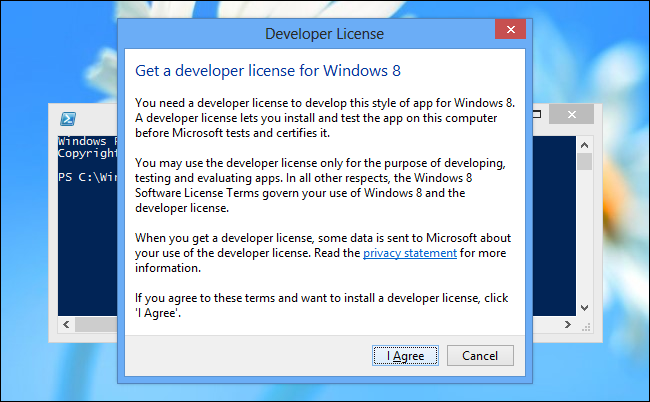 Developer License
Get a developer license for Windows 8
You need a developer license to develop this style of app for Windows 8.
A developer license lets you install and test the app on this computer
before Microsoft tests and certifies it.
You may use the developer license only for the purpose of developing,
testing and evaluating apps. In all other respects, the Windows 8
Software License Terms govern your use of Windows 8 and the
developer license.
When you get a developer license, some data is sent to Microsoft about
your use of the developer license. Read the privacy statement for more
information.
If you agree to these terms and want to install a developer license, click
'I Agree'.
I Agree
Cancel
Windows P
Copyright
PS C:\Wi